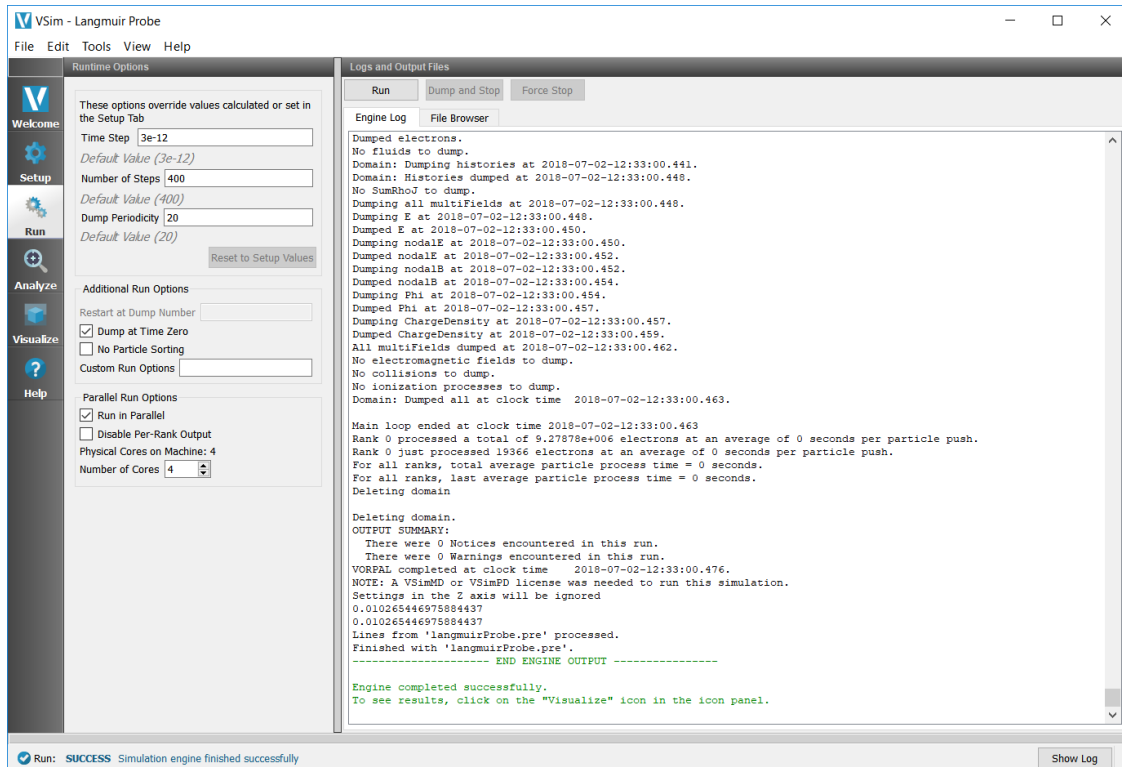 VSim - Langmuir Probe
File Edit Tools View Help
Welcome
Setup
Run
Analyze
Visualize
Help
Runtime Options
These options override values calculated or set in
the Setup Tab
Time Step 3e-12
Default Value (3e-12)
Number of Steps 400
Default Value (400)
Dump Periodicity 20
Default Value (20)
Reset to Setup Values
Additional Run Options
Restart at Dump Number
Dump at Time Zero
No Particle Sorting
Custom Run Options
Parallel Run Options
Run in Parallel
Disable Per-Rank Output
Physical Cores on Machine: 4
Number of Cores 4
Logs and Output Files
Run Dump and Stop Force Stop
Engine Log File Browser
Dumped electrons.
No fluids to dump.
Domain: Dumping histories at 2018-07-02-12:33:00.441.
Domain: Histories dumped at 2018-07-02-12:33:00.448.
No SumRhoJ to dump.
Dumping all multiFields at 2018-07-02-12:33:00.448.
Dumping E at 2018-07-02-12:33:00.448.
Dumped E at 2018-07-02-12:33:00.450.
Dumping nodalE at 2018-07-02-12:33:00.450.
Dumped nodalE at 2018-07-02-12:33:00.452.
Dumping nodalB at 2018-07-02-12:33:00.452.
Dumped nodalB at 2018-07-02-12:33:00.454.
Dumping Phi at 2018-07-02-12:33:00.454.
Dumped Phi at 2018-07-02-12:33:00.457.
Dumping ChargeDensity at 2018-07-02-12:33:00.457.
Dumped ChargeDensity at 2018-07-02-12:33:00.459.
All multiFields dumped at 2018-07-02-12:33:00.462.
No electromagnetic fields to dump.
No collisions to dump.
No ionization processes to dump.
Domain: Dumped all at clock time  2018-07-02-12:33:00.463.
Main loop ended at clock time 2018-07-02-12:33:00.463
Rank 0 processed a total of 9.27878e+006 electrons at an average of 0 seconds per particle push.
Rank 0 just processed 19366 electrons at an average of 0 seconds per particle push.
For all ranks, total average particle process time = 0 seconds.
For all ranks, last average particle process time = 0 seconds.
Deleting domain
Deleting domain.
OUTPUT SUMMARY:
There were 0 Notices encountered in this run.
There were 0 Warnings encountered in this run.
VORPAL completed at clock time    2018-07-02-12:33:00.476.
NOTE: A VSimMD or VSimPD license was needed to run this simulation.
Settings in the Z axis will be ignored
0.010265446975884437
0.010265446975884437
Lines from 'langmuirProbe.pre' processed.
Finished with 'langmuirProbe.pre'.
--------------------- END ENGINE OUTPUT ----------------
Engine completed successfully.
To see results, click on the "Visualize" icon in the icon panel.
Run: SUCCESS Simulation engine finished successfully
Show Log